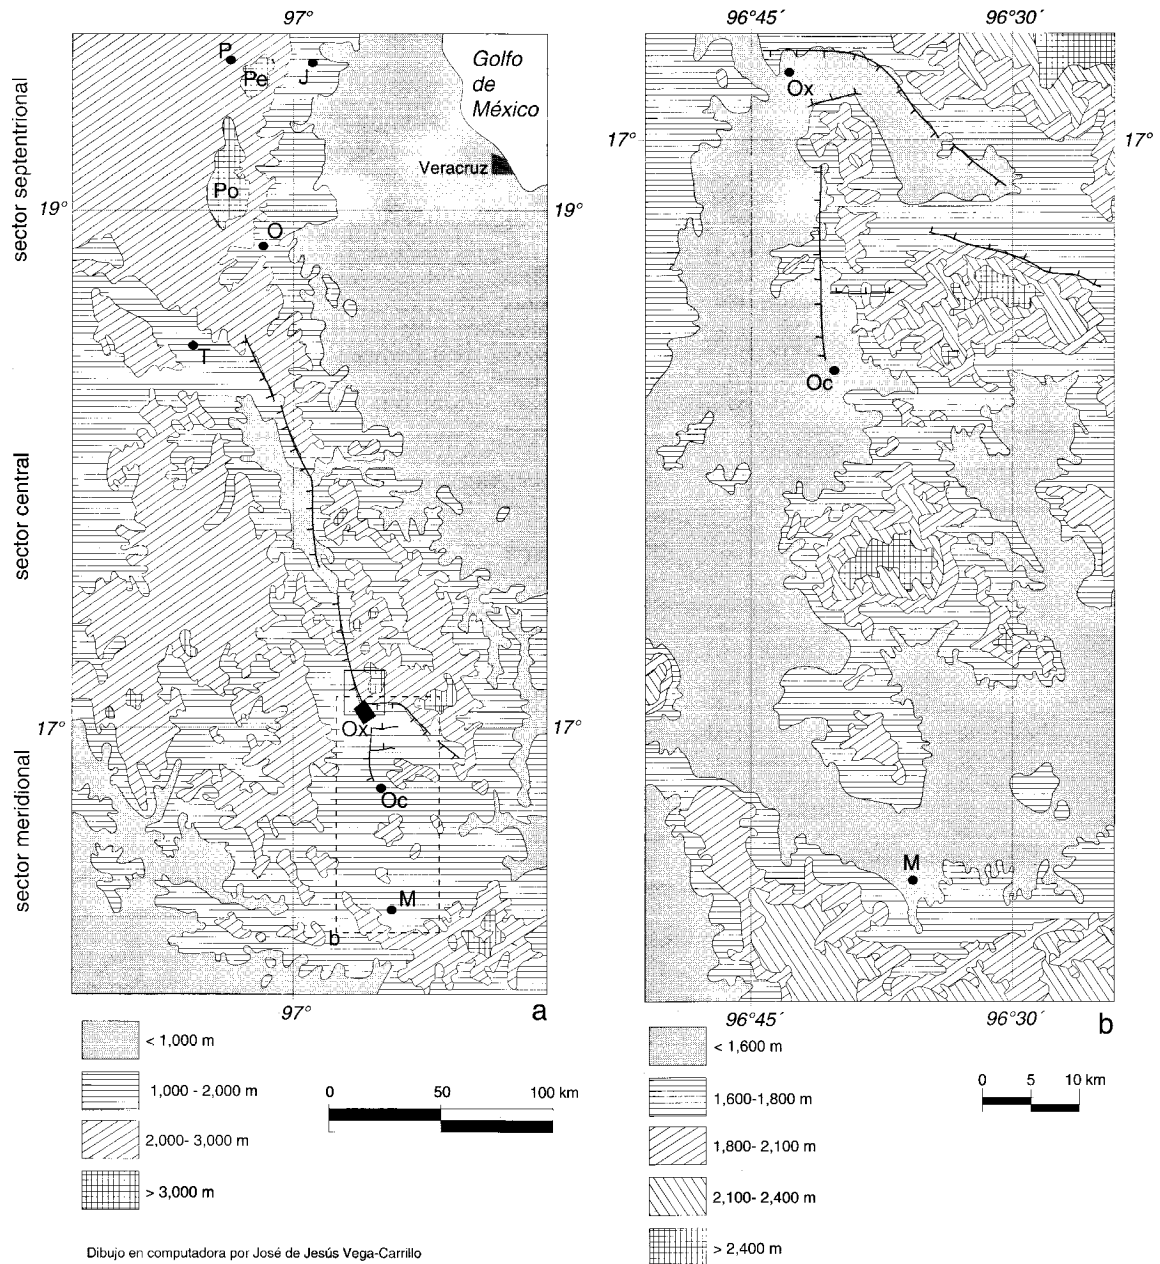 97°
P
Pe
J
Golfo
de
México
Veracruz
Po
19°
19°
O
T
sector septentrional
sector central
sector meridional
17°
17°
Ox
Oc
M
b
97°
a
< 1,000 m
1,000 - 2,000 m
2,000- 3,000 m
> 3,000 m
0 50 100 km
Dibujo en computadora por José de Jesús Vega-Carrillo
96°45´ 96°30´
Ox
17°
17°
Oc
M
96°45´ 96°30´
b
< 1,600 m
1,600-1,800 m
1,800 - 2,100 m
2,100- 2,400 m
> 2,400 m
0 5 10 km